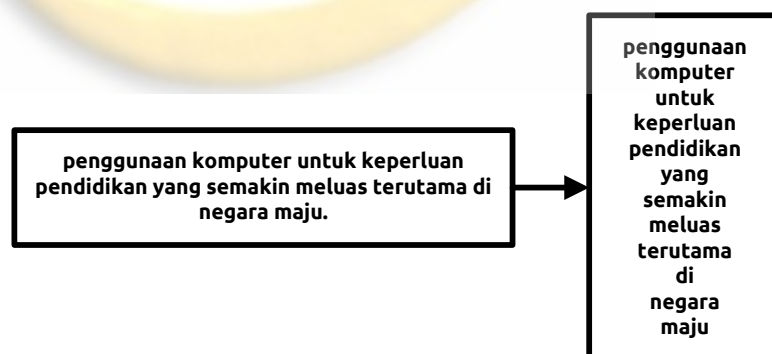 penggunaan komputer untuk keperluan
pendidikan yang semakin meluas terutama di
negara maju.
penggunaan
komputer
untuk
keperluan
pendidikan
yang
semakin
meluas
terutama
di
negara
maju